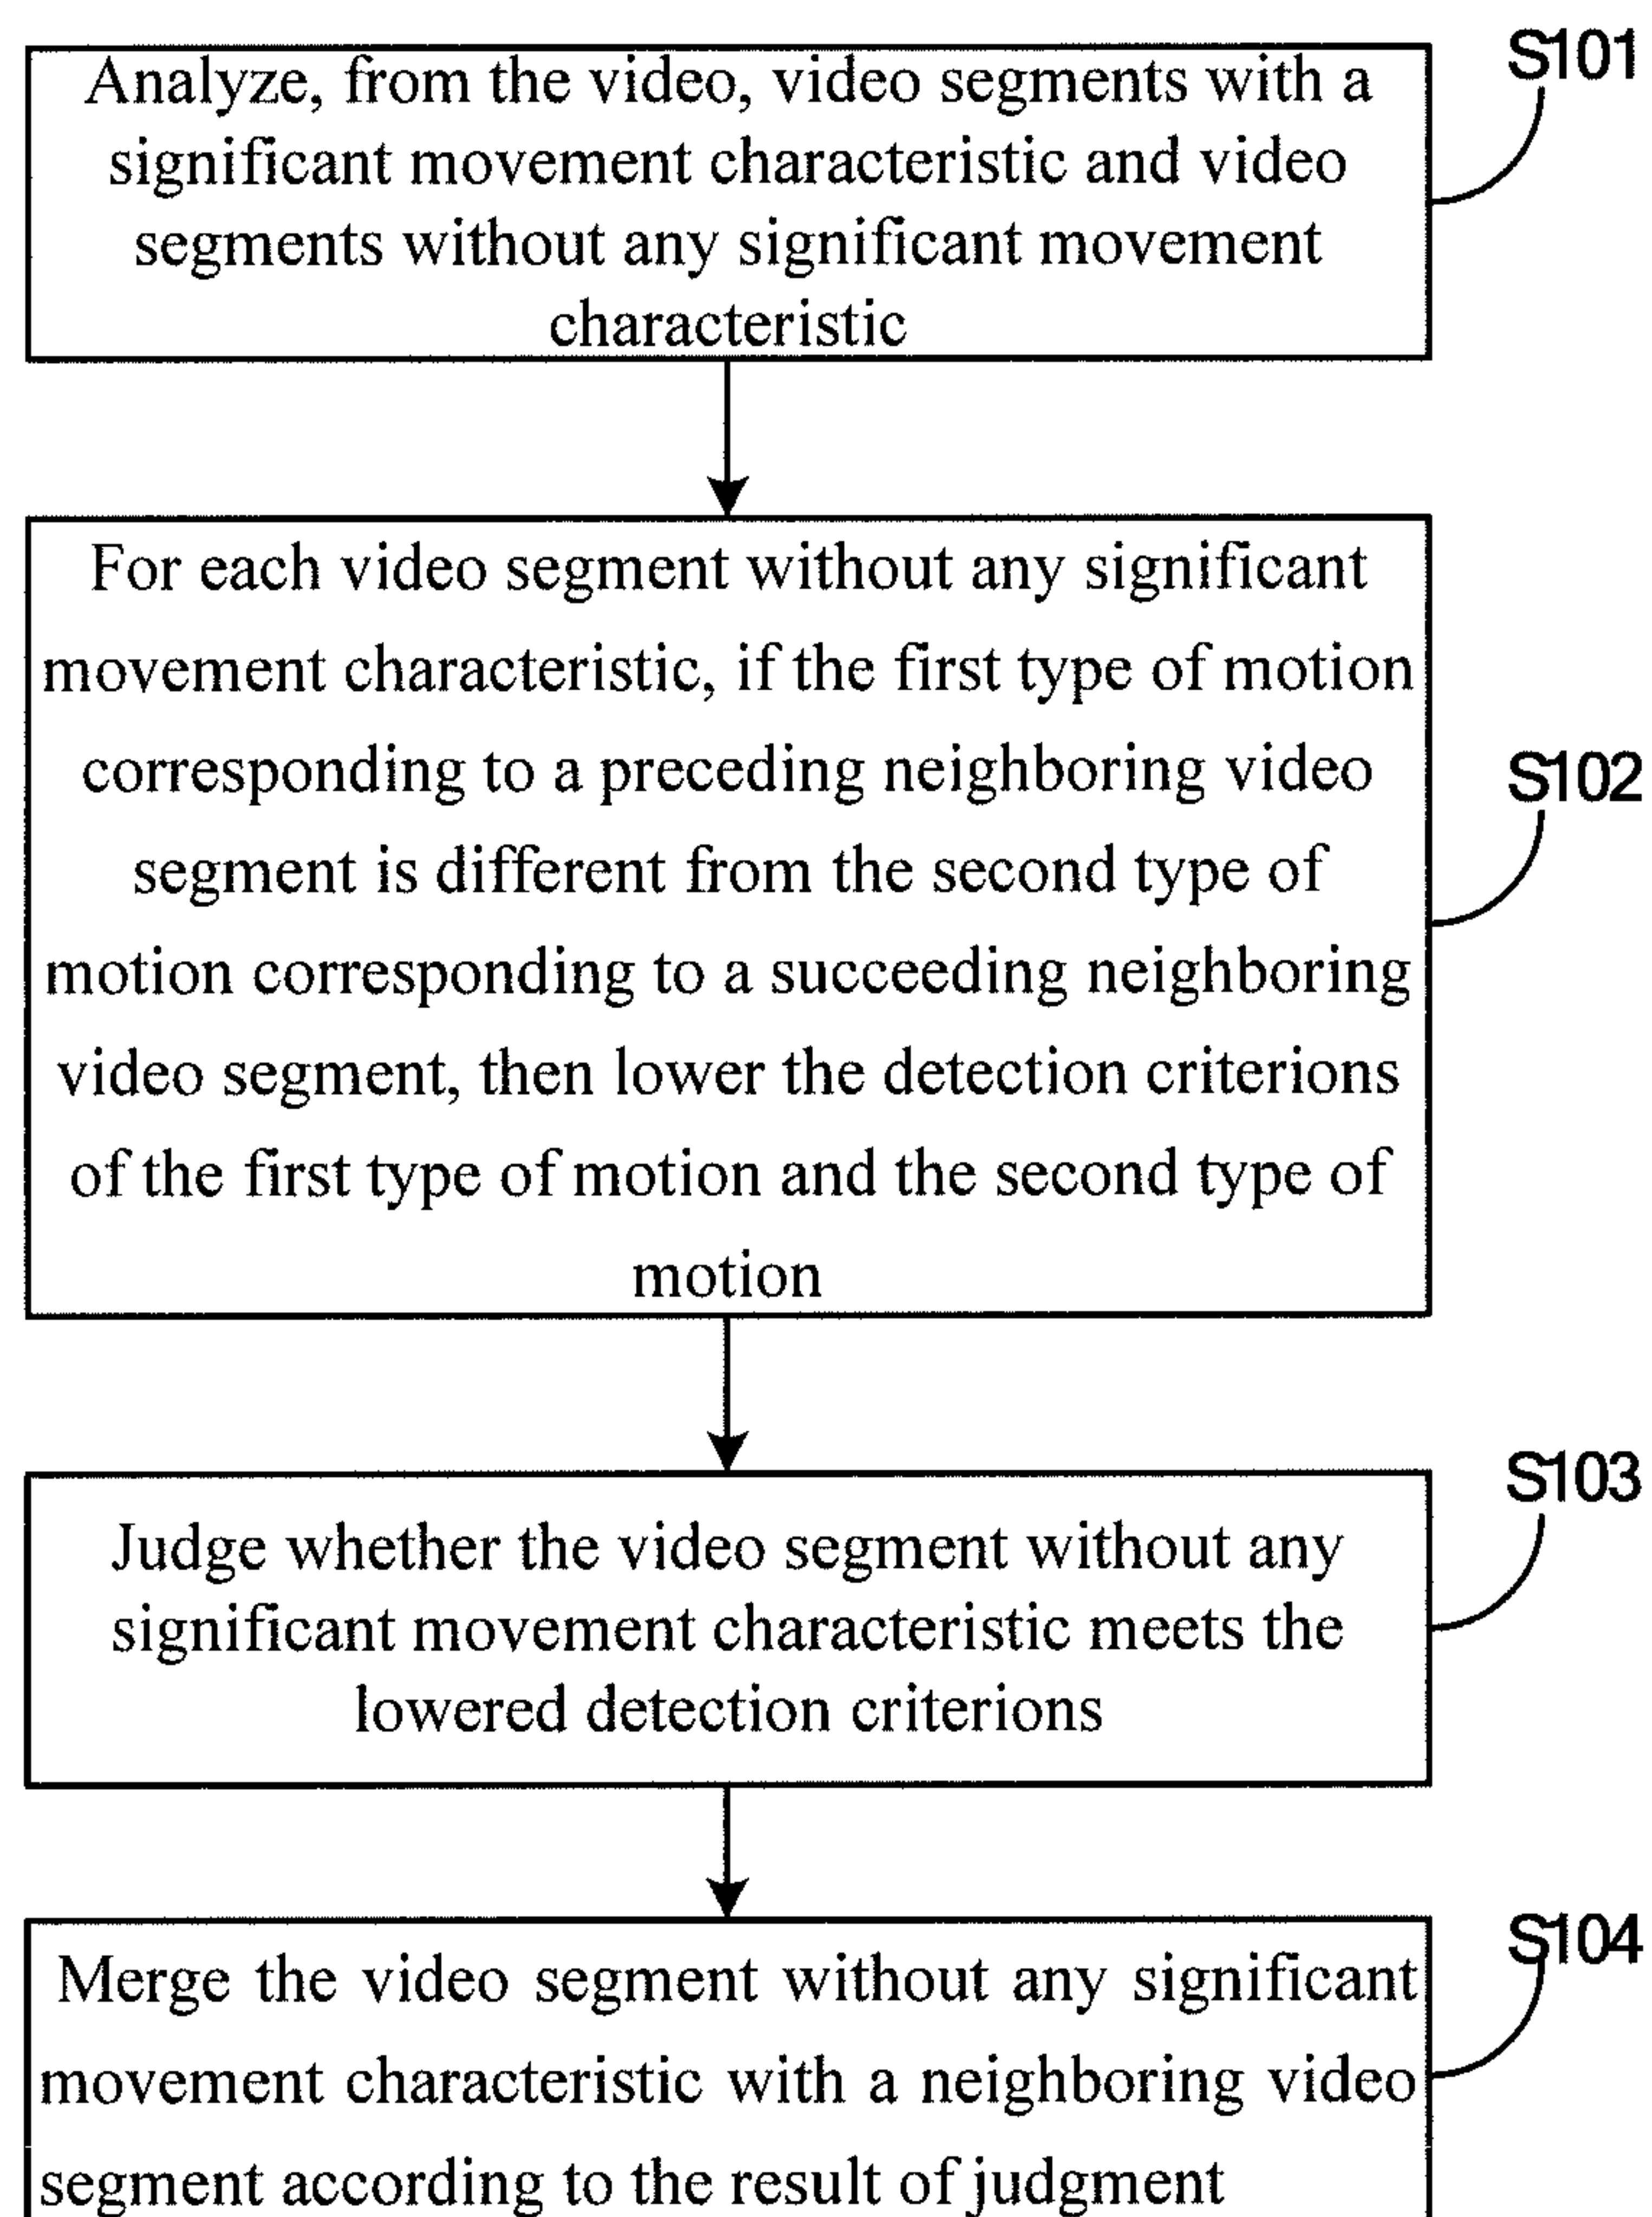 S101
Analyze, from the video, video segments with a
significant movement characteristic and video
segments without any significant movement
characteristic
For each video segment without any significant
movement characteristic, if the first type of motion
corresponding to a preceding neighboring video
S102
segment is different from the second type of
motion corresponding to a succeeding neighboring
video segment, then lower the detection criterions
of the first type of motion and the second type of
motion
S103
Judge whether the video segment without any
significant movement characteristic meets the
lowered detection criterions
S104
Merge the video segment without any significant
movement characteristic with a neighboring video
segment according to the result of judgment